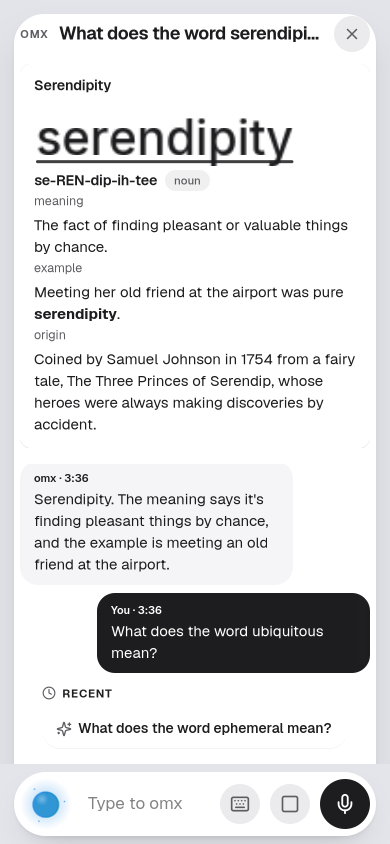 OMX What does the word serendipi...
Serendipity
serendipity
se-REN-dip-ih-tee noun
meaning
The fact of finding pleasant or valuable things
by chance.
example
Meeting her old friend at the airport was pure
serendipity.
origin
Coined by Samuel Johnson in 1754 from a fairy
tale, The Three Princes of Serendip, whose
heroes were always making discoveries by
accident.
omx · 3:36
Serendipity. The meaning says it's
finding pleasant things by chance,
and the example is meeting an old
friend at the airport.
You · 3:36
What does the word ubiquitous
mean?
RECENT
What does the word ephemeral mean?
Type to omx